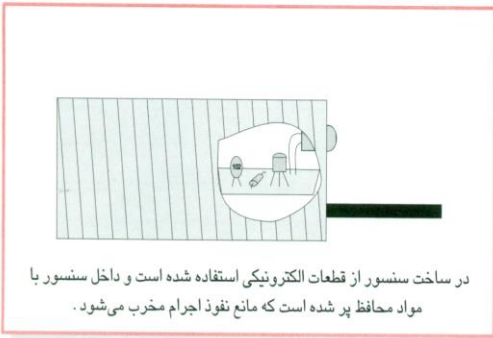 در ساخت سنسور از قطعات الکترونیکی استفاده شده است و داخل سنسور با
مواد محافظ پر شده است که مانع نفوذ اجرام مخرب می‌شود .